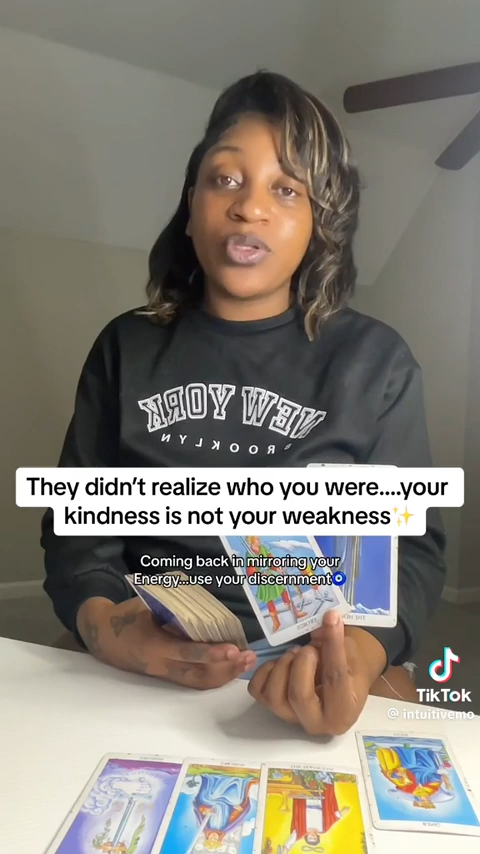 NEW YORK
BROOKLYN
They didn't realize who you were....your
kindness is not your weakness✨
Coming back in mirroring your
Energy...use your discernment🧿
TikTok
@ intuitivemo